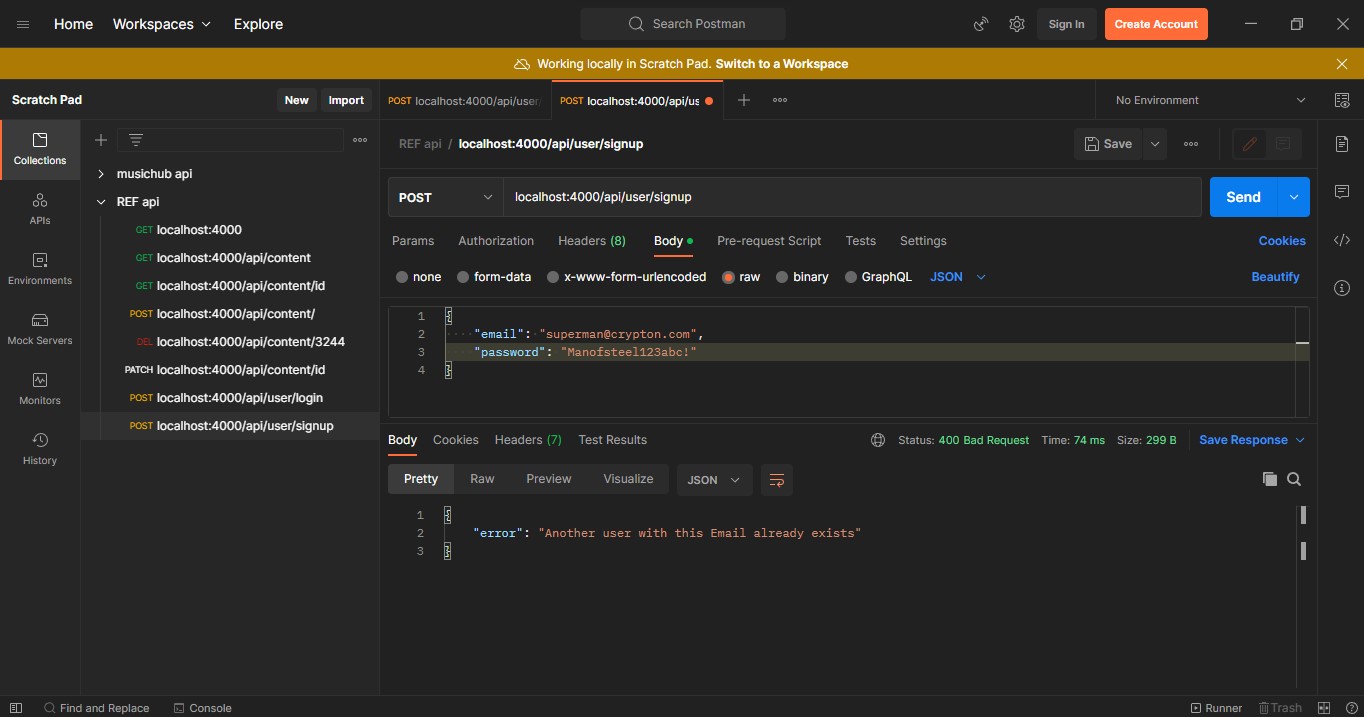 Home Workspaces Explore Search Postman Sign In Create Account
Working locally in Scratch Pad. Switch to a Workspace
Scratch Pad New Import POST localhost:4000/api/user POST localhost:4000/api/us No Environment
Collections
APIs
Environments
Mock Servers
Monitors
History
musichub api
REF api
GET localhost:4000
GET localhost:4000/api/content
GET localhost:4000/api/content/id
POST localhost:4000/api/content/
DEL localhost:4000/api/content/3244
PATCH localhost:4000/api/content/id
POST localhost:4000/api/user/login
POST localhost:4000/api/user/signup
REF api / localhost:4000/api/user/signup Save
POST localhost:4000/api/user/signup Send
Params Authorization Headers (8) Body Pre-request Script Tests Settings Cookies
none form-data x-www-form-urlencoded raw binary GraphQL JSON Beautify
1 {
2 "email": "superman@crypton.com",
3 "password": "Manofsteel123abc!"
4 }
Body Cookies Headers (7) Test Results Status: 400 Bad Request Time: 74 ms Size: 299 B Save Response
Pretty Raw Preview Visualize JSON
1 {
2 "error": "Another user with this Email already exists"
3 }
Find and Replace Console Runner Trash